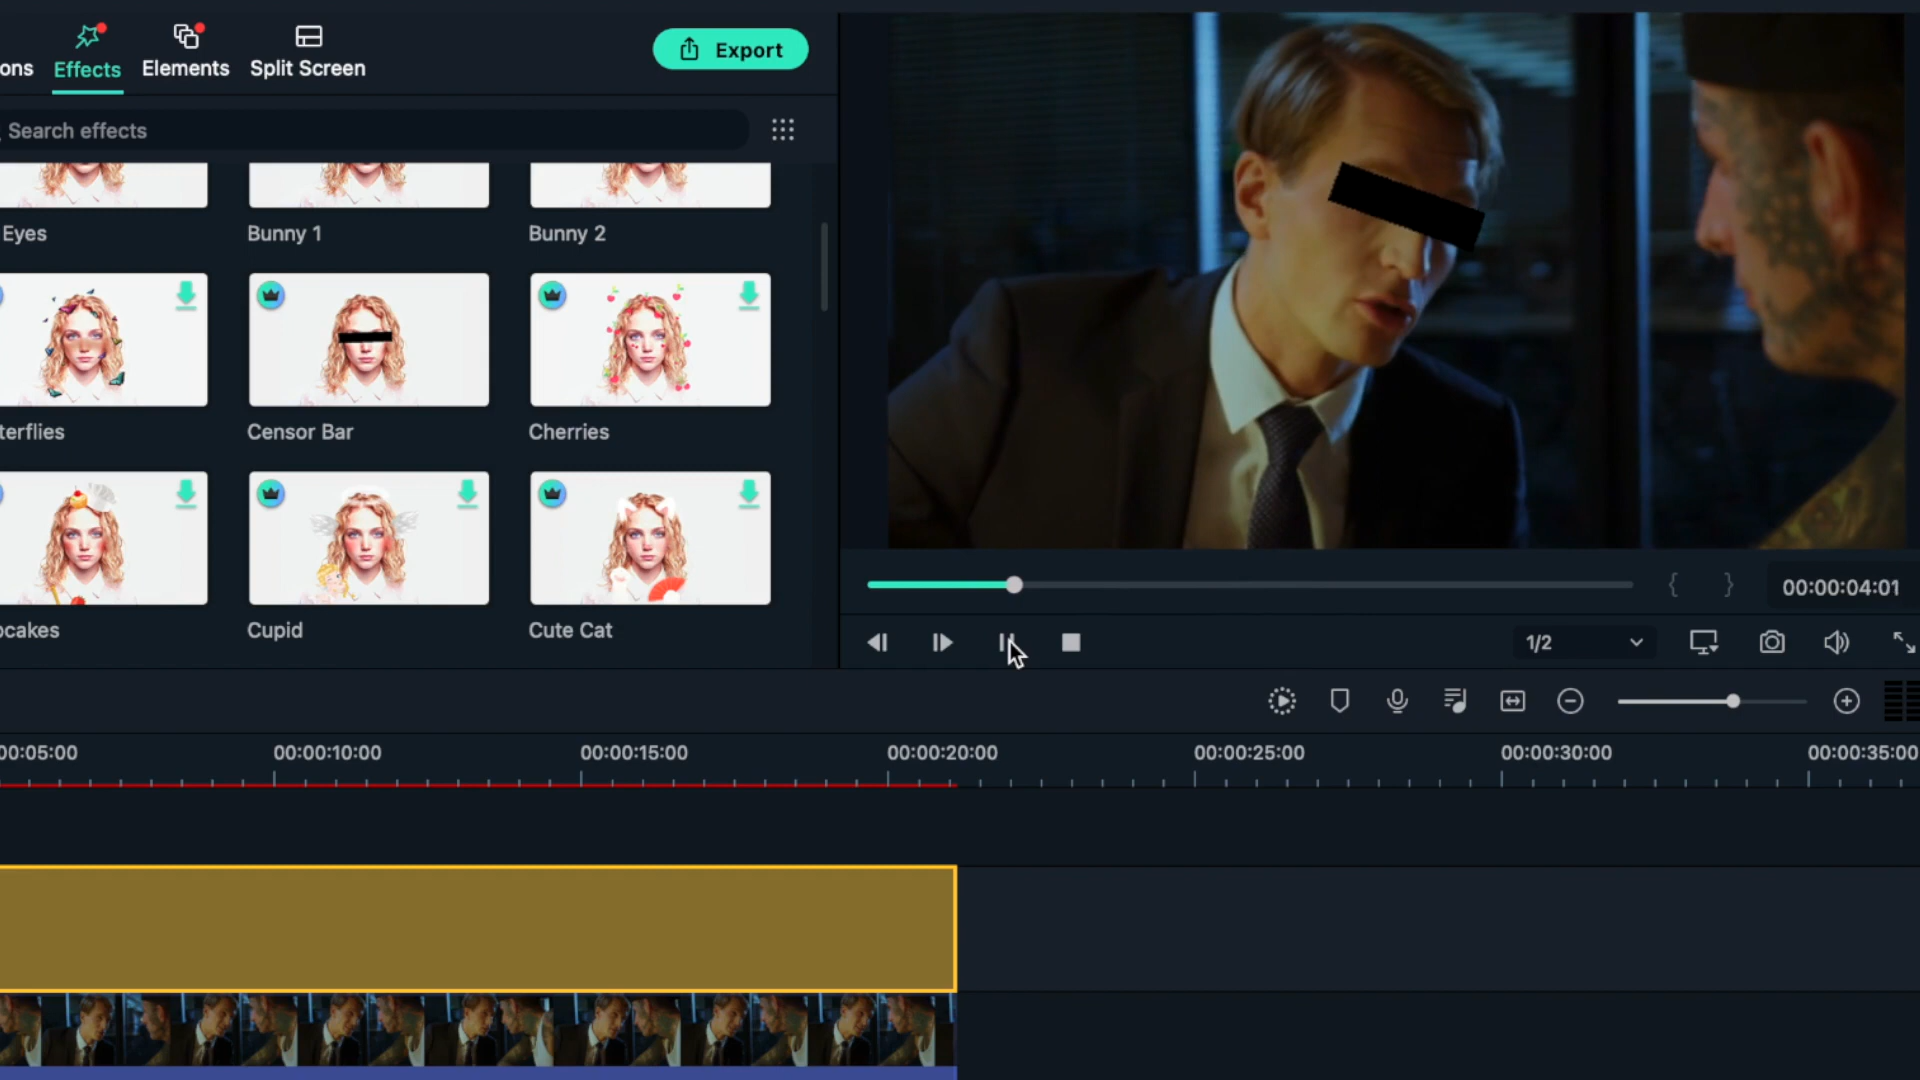 ons
Effects
Elements
Split Screen
Export
Search effects
Eyes
Bunny 1
Bunny 2
terflies
Censor Bar
Cherries
pcakes
Cupid
Cute Cat
{ }
00:00:04:01
1/2
00:05:00
00:00:10:00
00:00:15:00
00:00:20:00
00:00:25:00
00:00:30:00
00:00:35:00